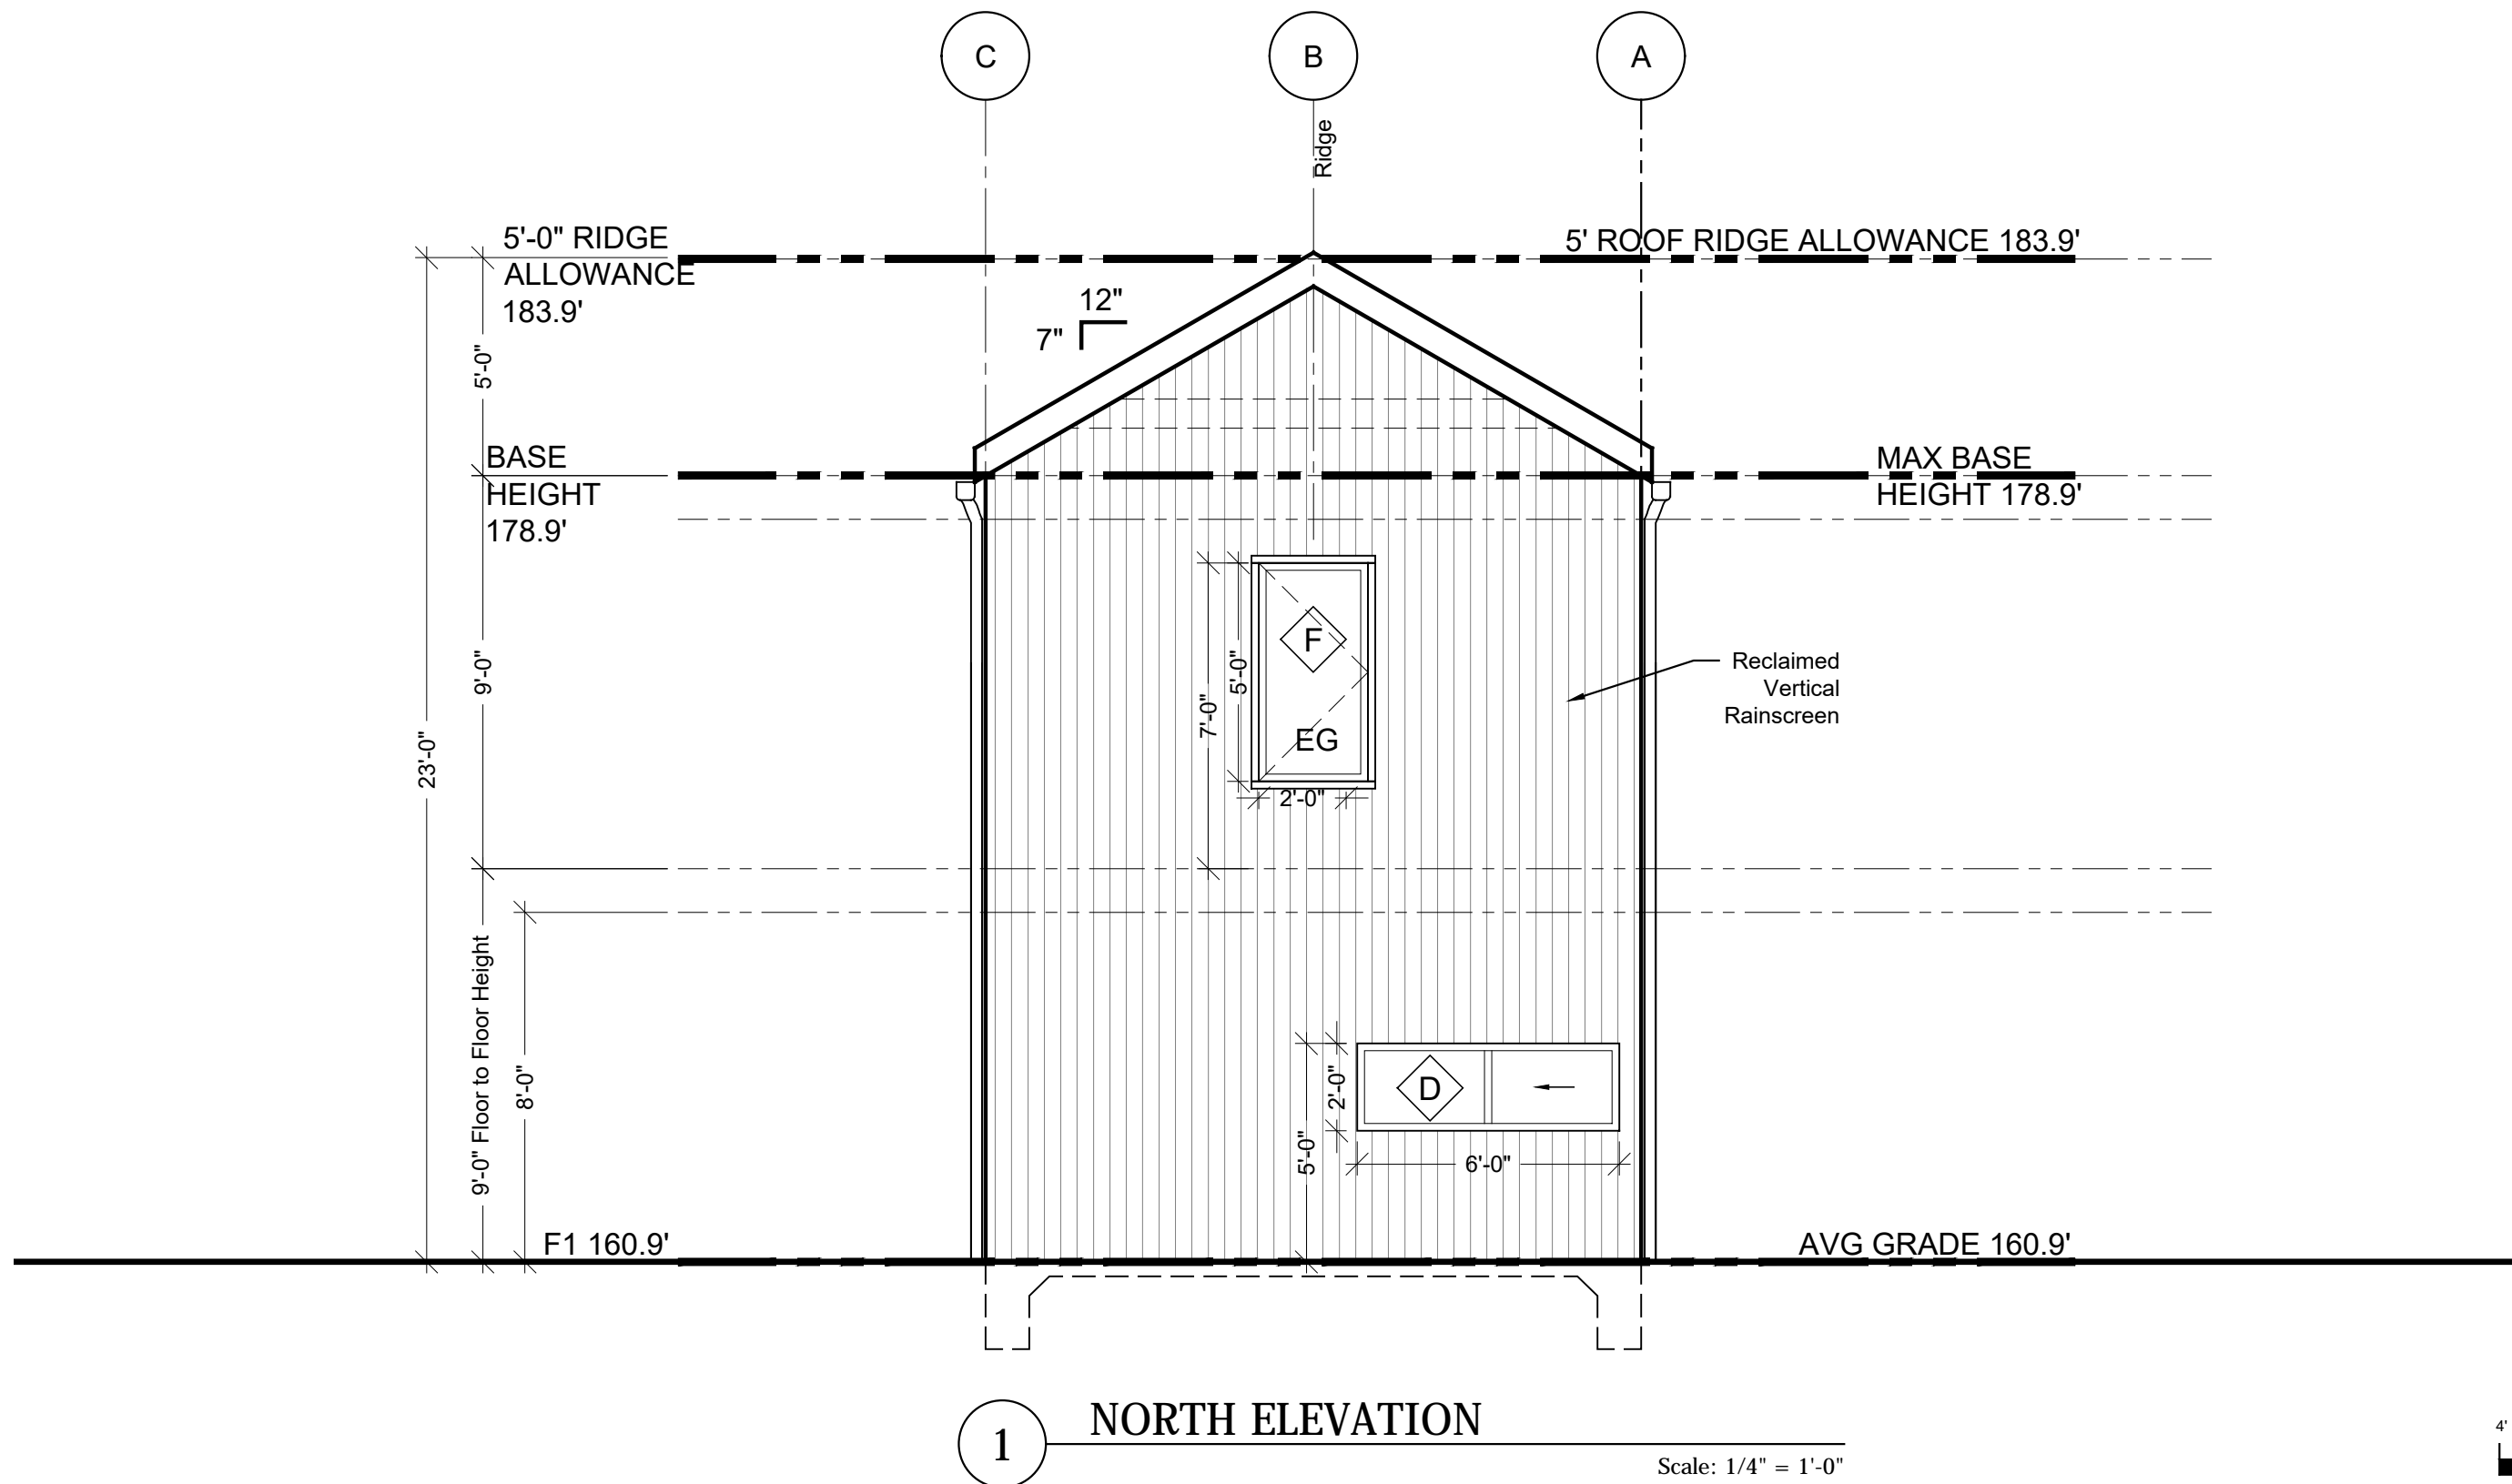 C
B
A
Ridge
5'-0" RIDGE
ALLOWANCE
183.9'
5' ROOF RIDGE ALLOWANCE 183.9'
12"
7"
5'-0"
BASE
HEIGHT
178.9'
MAX BASE
HEIGHT 178.9'
9'-0"
23'-0"
7'-0"
5'-0"
F
EG
2'-0"
Reclaimed
Vertical
Rainscreen
9'-0" Floor to Floor Height
8'-0"
5'-0"
2'-0"
D
6'-0"
F1 160.9'
AVG GRADE 160.9'
1
NORTH ELEVATION
Scale: 1/4" = 1'-0"
4'